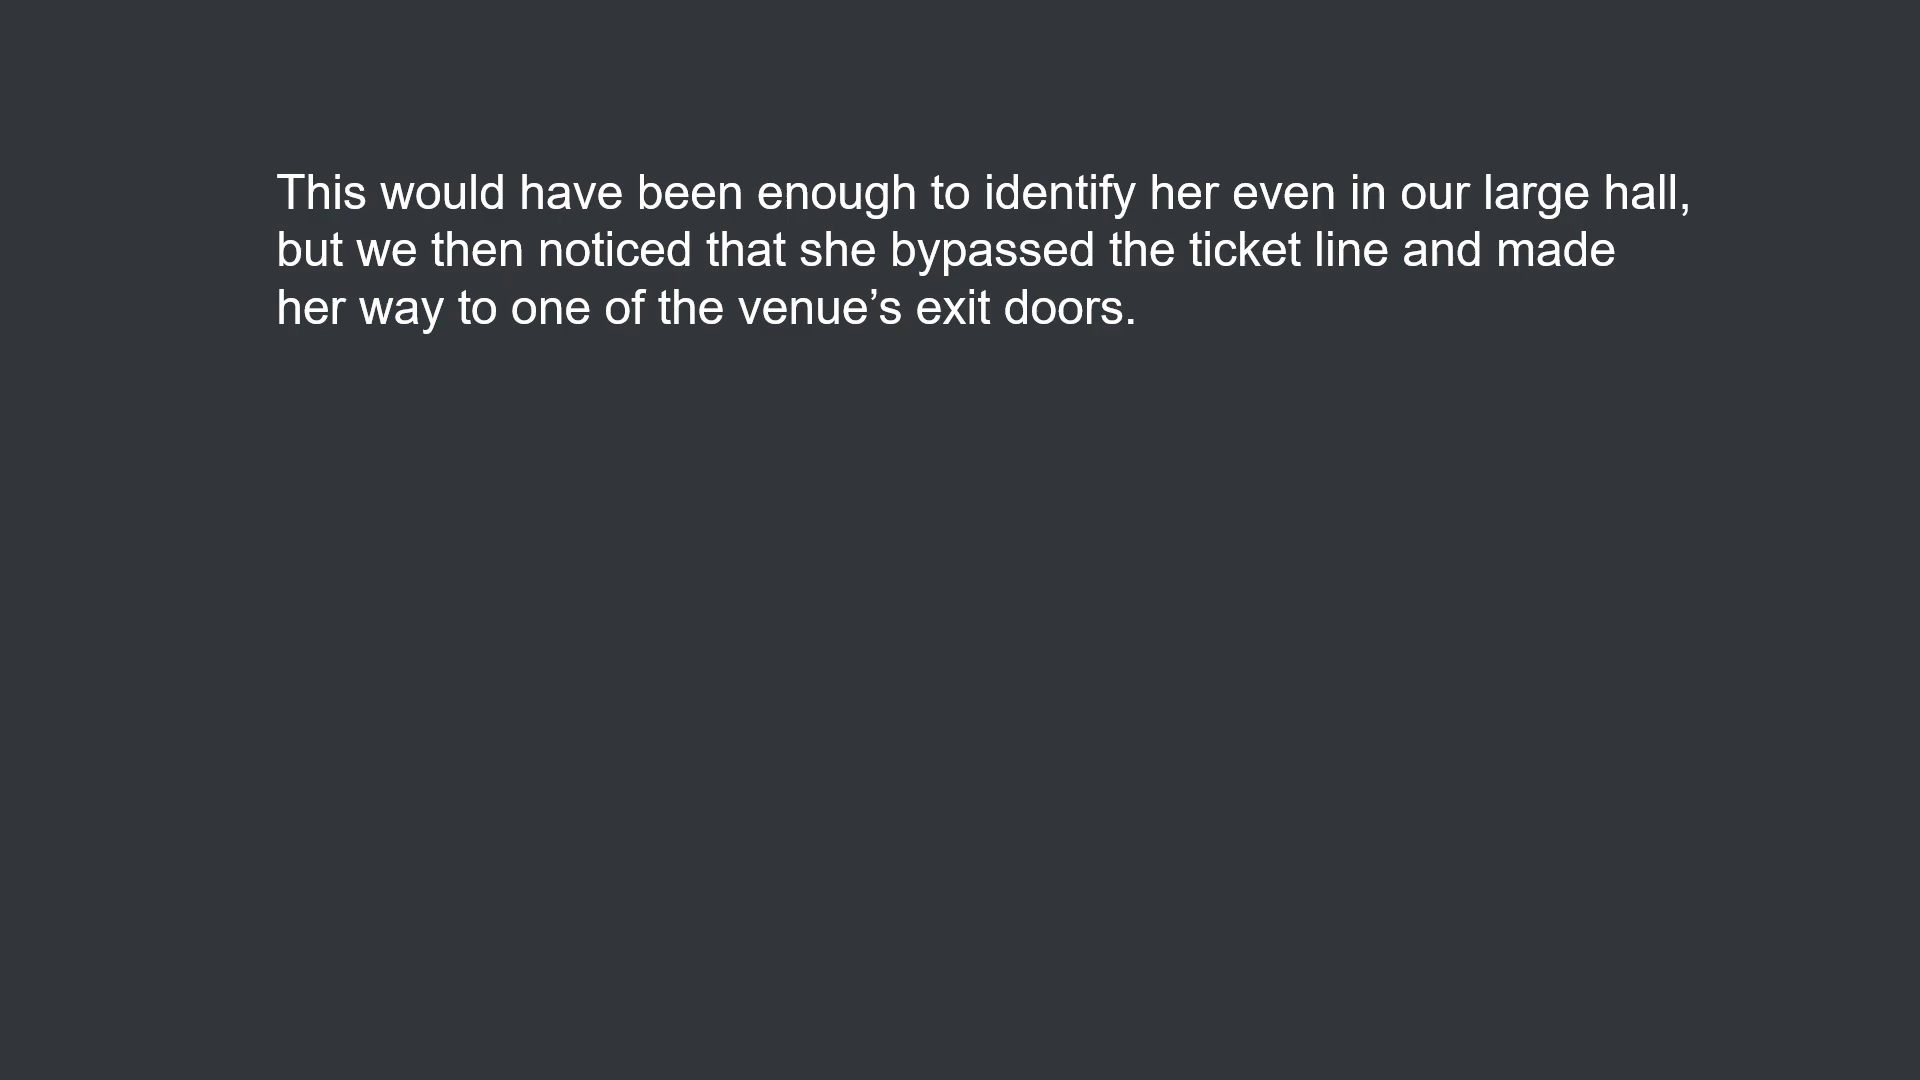 This would have been enough to identify her even in our large hall,
but we then noticed that she bypassed the ticket line and made
her way to one of the venue’s exit doors.